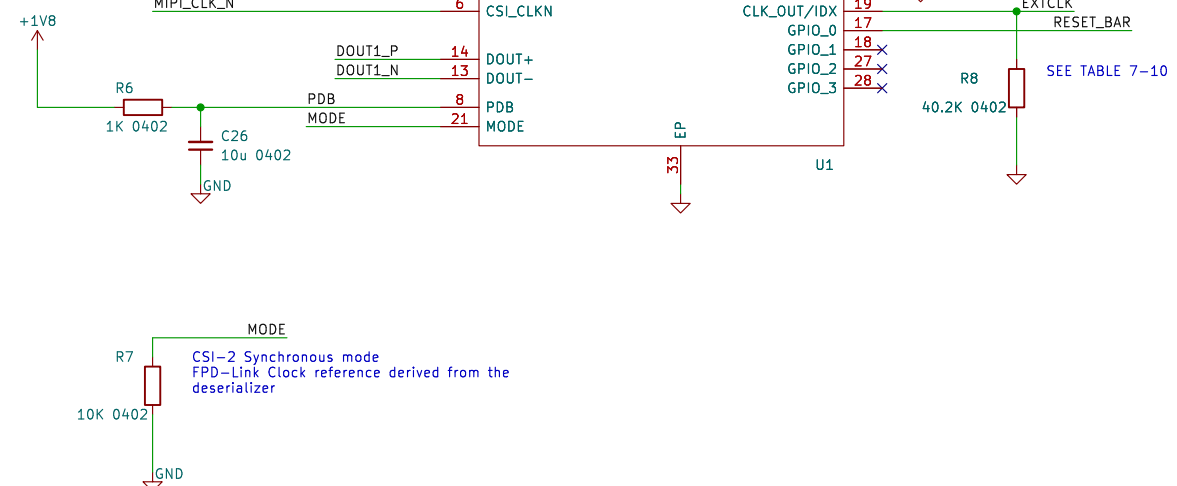 MIPI_CLK_N
6
CSI_CLKN
CLK_OUT/IDX
19
EXTCLK
+1V8
GPIO_0
17
RESET_BAR
DOUT1_P
14
DOUT+
GPIO_1
18
DOUT1_N
13
DOUT-
GPIO_2
27
SEE TABLE 7-10
R6
GPIO_3
28
R8
PDB
8
PDB
40.2K 0402
1K 0402
MODE
21
MODE
C26
10u 0402
EP
33
U1
GND
MODE
R7
CSI-2 Synchronous mode
FPD-Link Clock reference derived from the
deserializer
10K 0402
GND